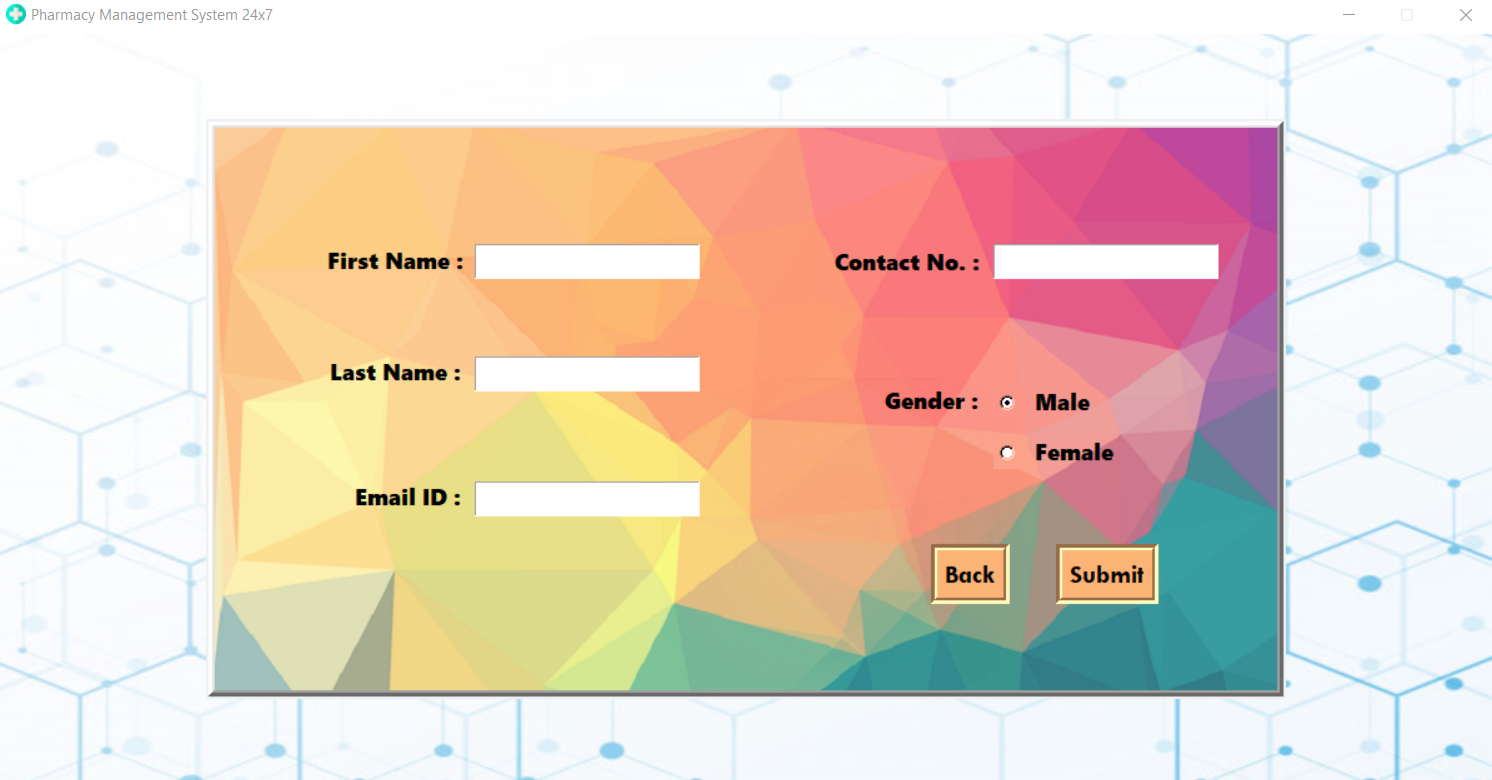 Pharmacy Management System 24x7
First Name :
Contact No. :
Last Name :
Gender :
Male
Female
Email ID :
Back
Submit